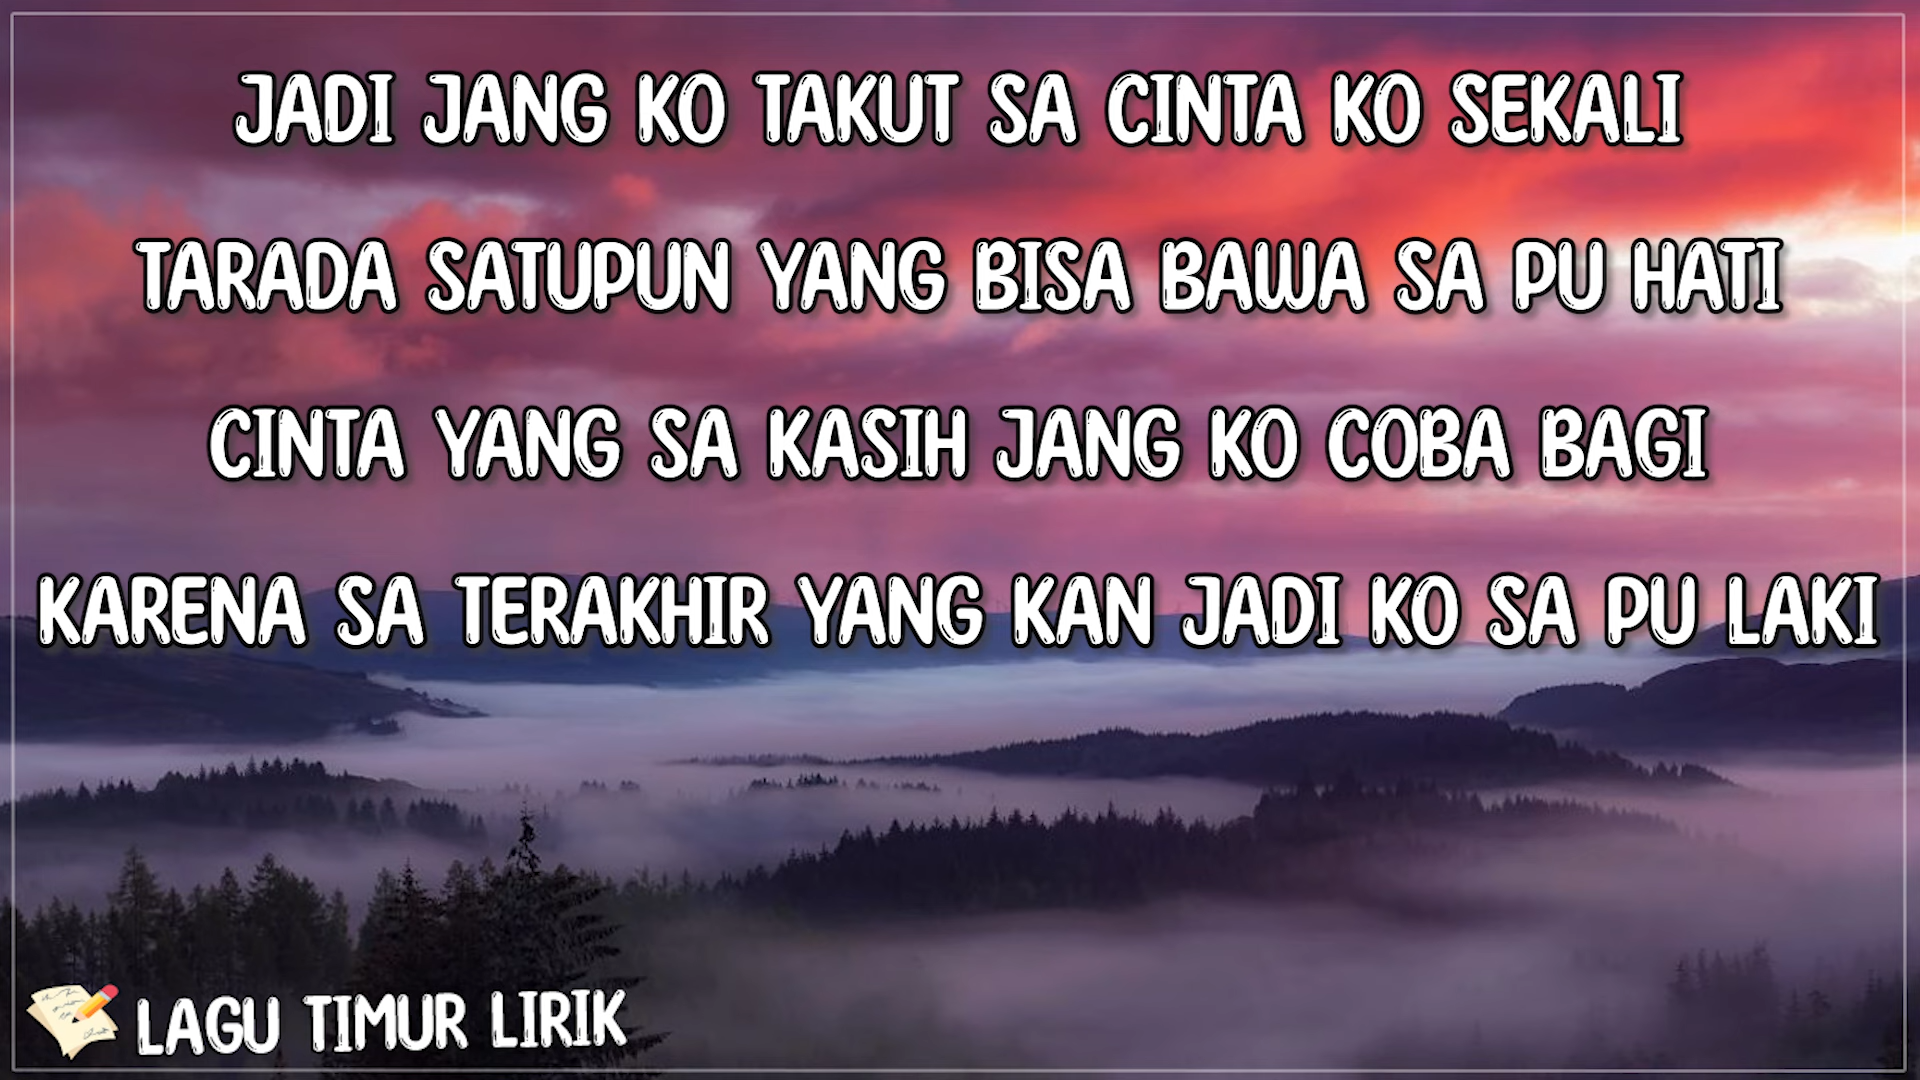 JADI JANG KO TAKUT SA CINTA KO SEKALI
TARADA SATUPUN YANG BISA BAWA SA PU HATI
CINTA YANG SA KASIH JANG KO COBA BAGI
KARENA SA TERAKHIR YANG KAN JADI KO SA PU LAKI
LAGU TIMUR LIRIK